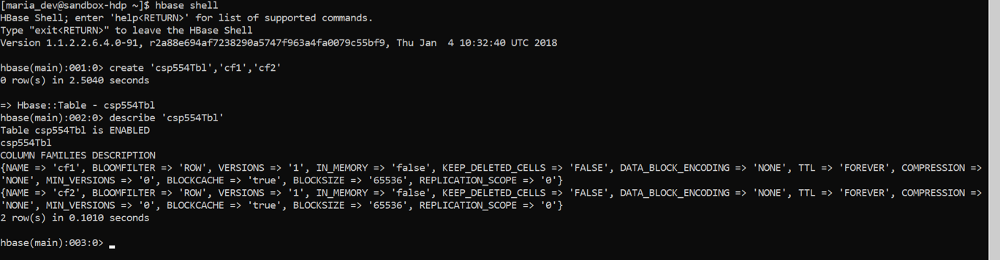 [maria_dev@sandbox-hdp ~]$ hbase shell
HBase Shell; enter 'help<RETURN>' for list of supported commands.
Type "exit<RETURN>" to leave the HBase Shell
Version 1.1.2.2.6.4.0-91, r2a88e694af7238290a5747f963a4fa0079c55bf9, Thu Jan  4 10:32:40 UTC 2018
hbase(main):001:0> create 'csp554Tbl','cf1','cf2'
0 row(s) in 2.5040 seconds
=> Hbase::Table - csp554Tbl
hbase(main):002:0> describe 'csp554Tbl'
Table csp554Tbl is ENABLED
csp554Tbl
COLUMN FAMILIES DESCRIPTION
{NAME => 'cf1', BLOOMFILTER => 'ROW', VERSIONS => '1', IN_MEMORY => 'false', KEEP_DELETED_CELLS => 'FALSE', DATA_BLOCK_ENCODING => 'NONE', TTL => 'FOREVER', COMPRESSION =>
'NONE', MIN_VERSIONS => '0', BLOCKCACHE => 'true', BLOCKSIZE => '65536', REPLICATION_SCOPE => '0'}
{NAME => 'cf2', BLOOMFILTER => 'ROW', VERSIONS => '1', IN_MEMORY => 'false', KEEP_DELETED_CELLS => 'FALSE', DATA_BLOCK_ENCODING => 'NONE', TTL => 'FOREVER', COMPRESSION =>
'NONE', MIN_VERSIONS => '0', BLOCKCACHE => 'true', BLOCKSIZE => '65536', REPLICATION_SCOPE => '0'}
2 row(s) in 0.1010 seconds
hbase(main):003:0>